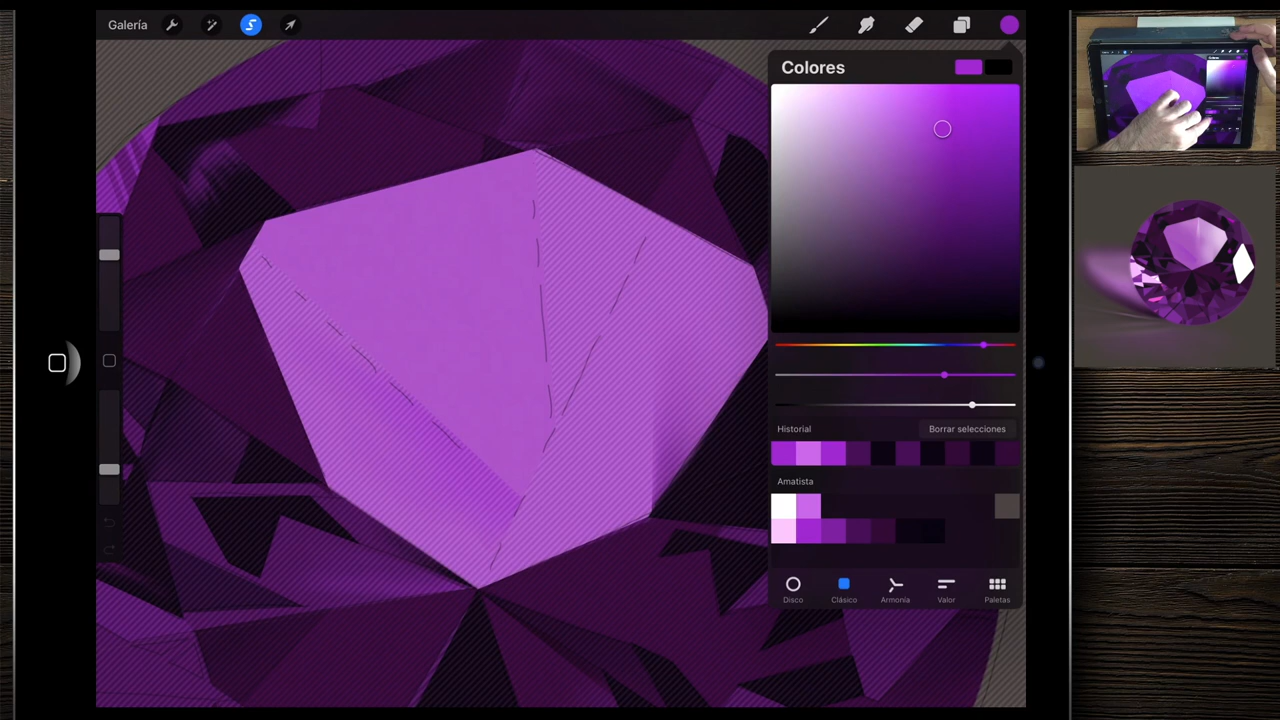 Galería
Colores
Historial
Borrar selecciones
Amatista
Disco
Clásico
Armonía
Valor
Paletas